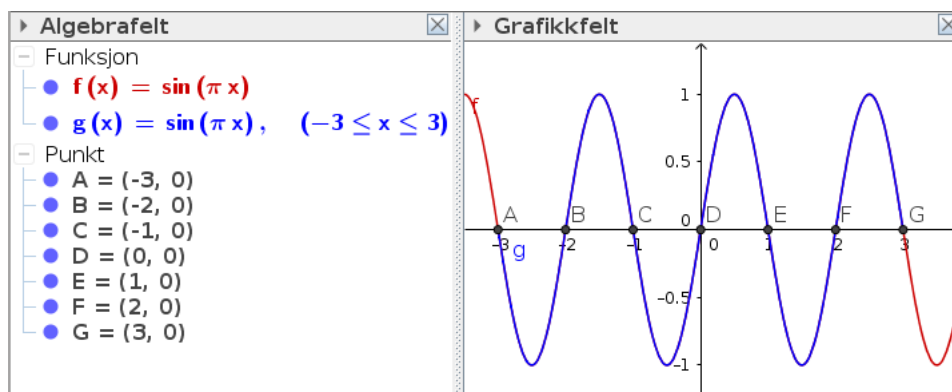 Algebrafelt
Funksjon
f(x) = sin(π x)
g(x) = sin(π x), (−3 ≤ x ≤ 3)
Punkt
A = (-3, 0)
B = (-2, 0)
C = (-1, 0)
D = (0, 0)
E = (1, 0)
F = (2, 0)
G = (3, 0)
Grafikkfelt
f
1
0.5
0
A B C D E F G
-3 -2 -1 0 1 2 3
g
-0.5
-1